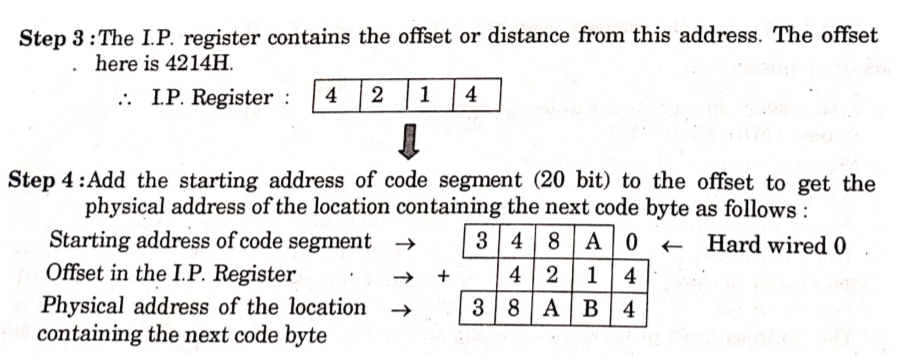 Step 3 :The I.P. register contains the offset or distance from this address. The offset
here is 4214H.
∴ I.P. Register : 4 2 1 4
Step 4 :Add the starting address of code segment (20 bit) to the offset to get the
physical address of the location containing the next code byte as follows :
Starting address of code segment → 3 4 8 A 0 ← Hard wired 0
Offset in the I.P. Register → + 4 2 1 4
Physical address of the location → 3 8 A B 4
containing the next code byte